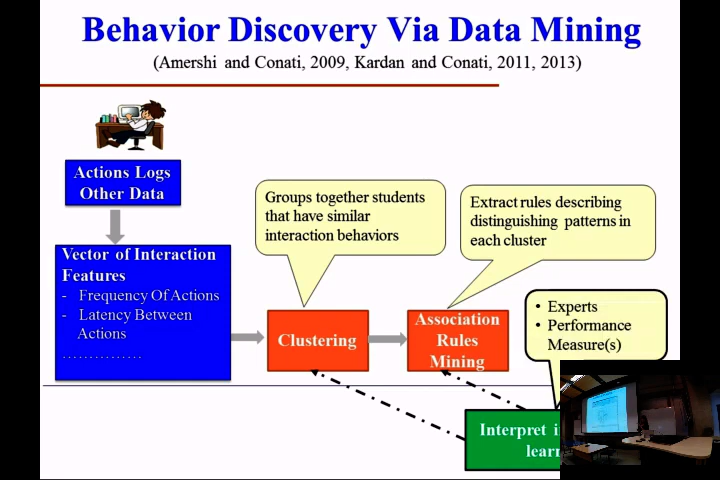 Behavior Discovery Via Data Mining
(Amershi and Conati, 2009, Kardan and Conati, 2011, 2013)
Actions Logs
Other Data
Vector of Interaction
Features
- Frequency Of Actions
- Latency Between
Actions
……………
Groups together students
that have similar
interaction behaviors
Clustering
Extract rules describing
distinguishing patterns in
each cluster
Association
Rules
Mining
• Experts
• Performance
Measure(s)
Interpret